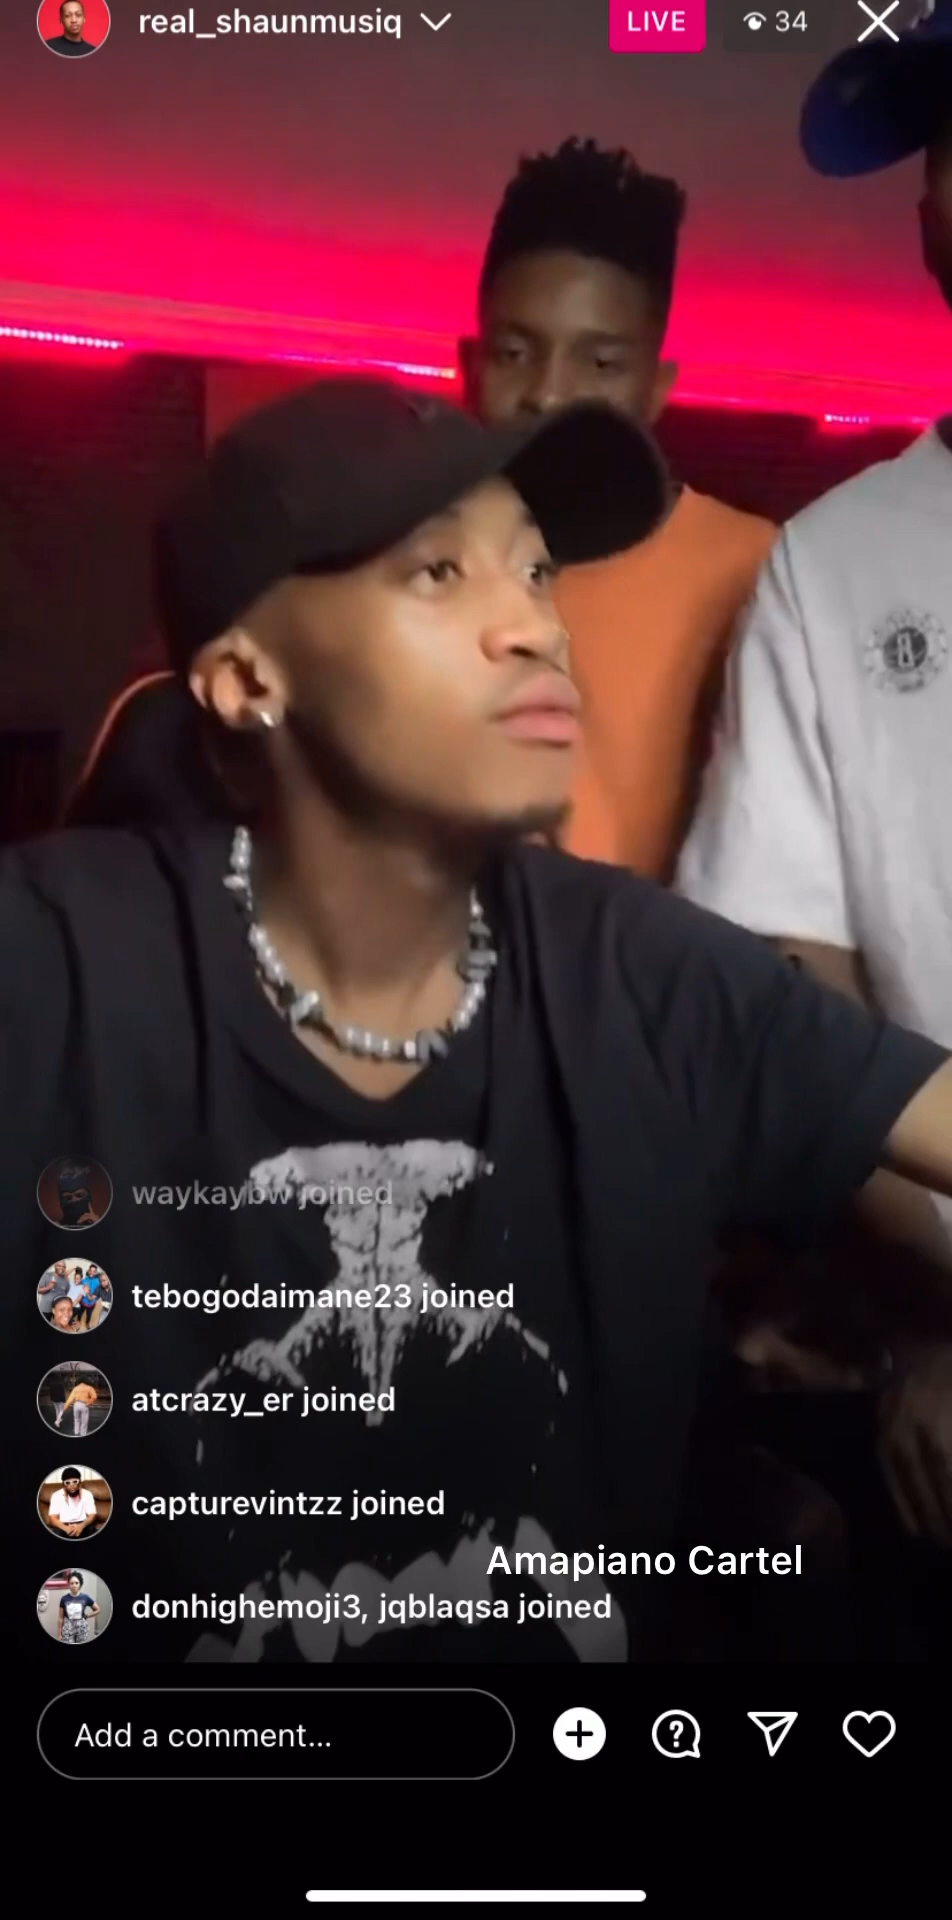 real_shaunmusiq
LIVE
34
waykaybw joined
tebogodaimane23 joined
atcrazy_er joined
capturevintzz joined
Amapiano Cartel
donhighemoji3, jqblaqsa joined
Add a comment...